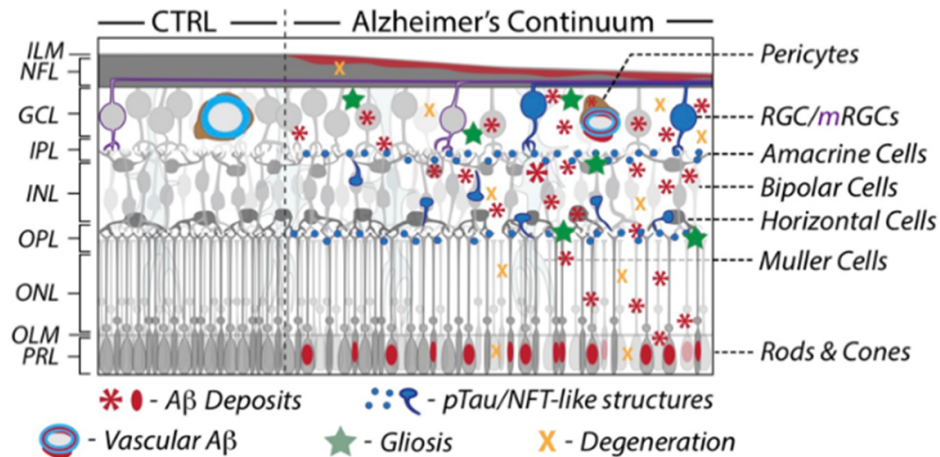 CTRL
Alzheimer's Continuum
ILM
NFL
GCL
IPL
INL
OPL
ONL
OLM
PRL
Pericytes
RGC/mRGCs
Amacrine Cells
Bipolar Cells
Horizontal Cells
Muller Cells
Rods & Cones
- Aβ Deposits
- pTau/NFT-like structures
- Vascular Aβ
- Gliosis
X - Degeneration